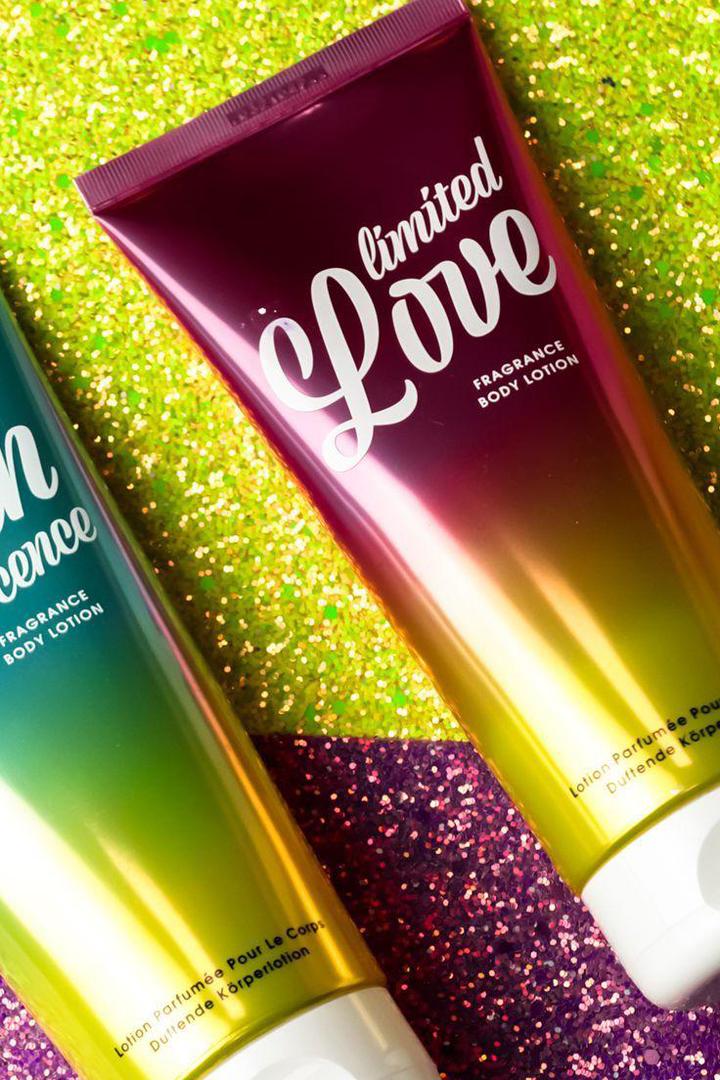 limited
Love
FRAGRANCE
BODY LOTION
Lotion Parfumée Pour
Duftende
cence
FRAGRANCE
BODY LOTION
Lotion Parfumée Pour Le Corps
Duftende Körperlotion